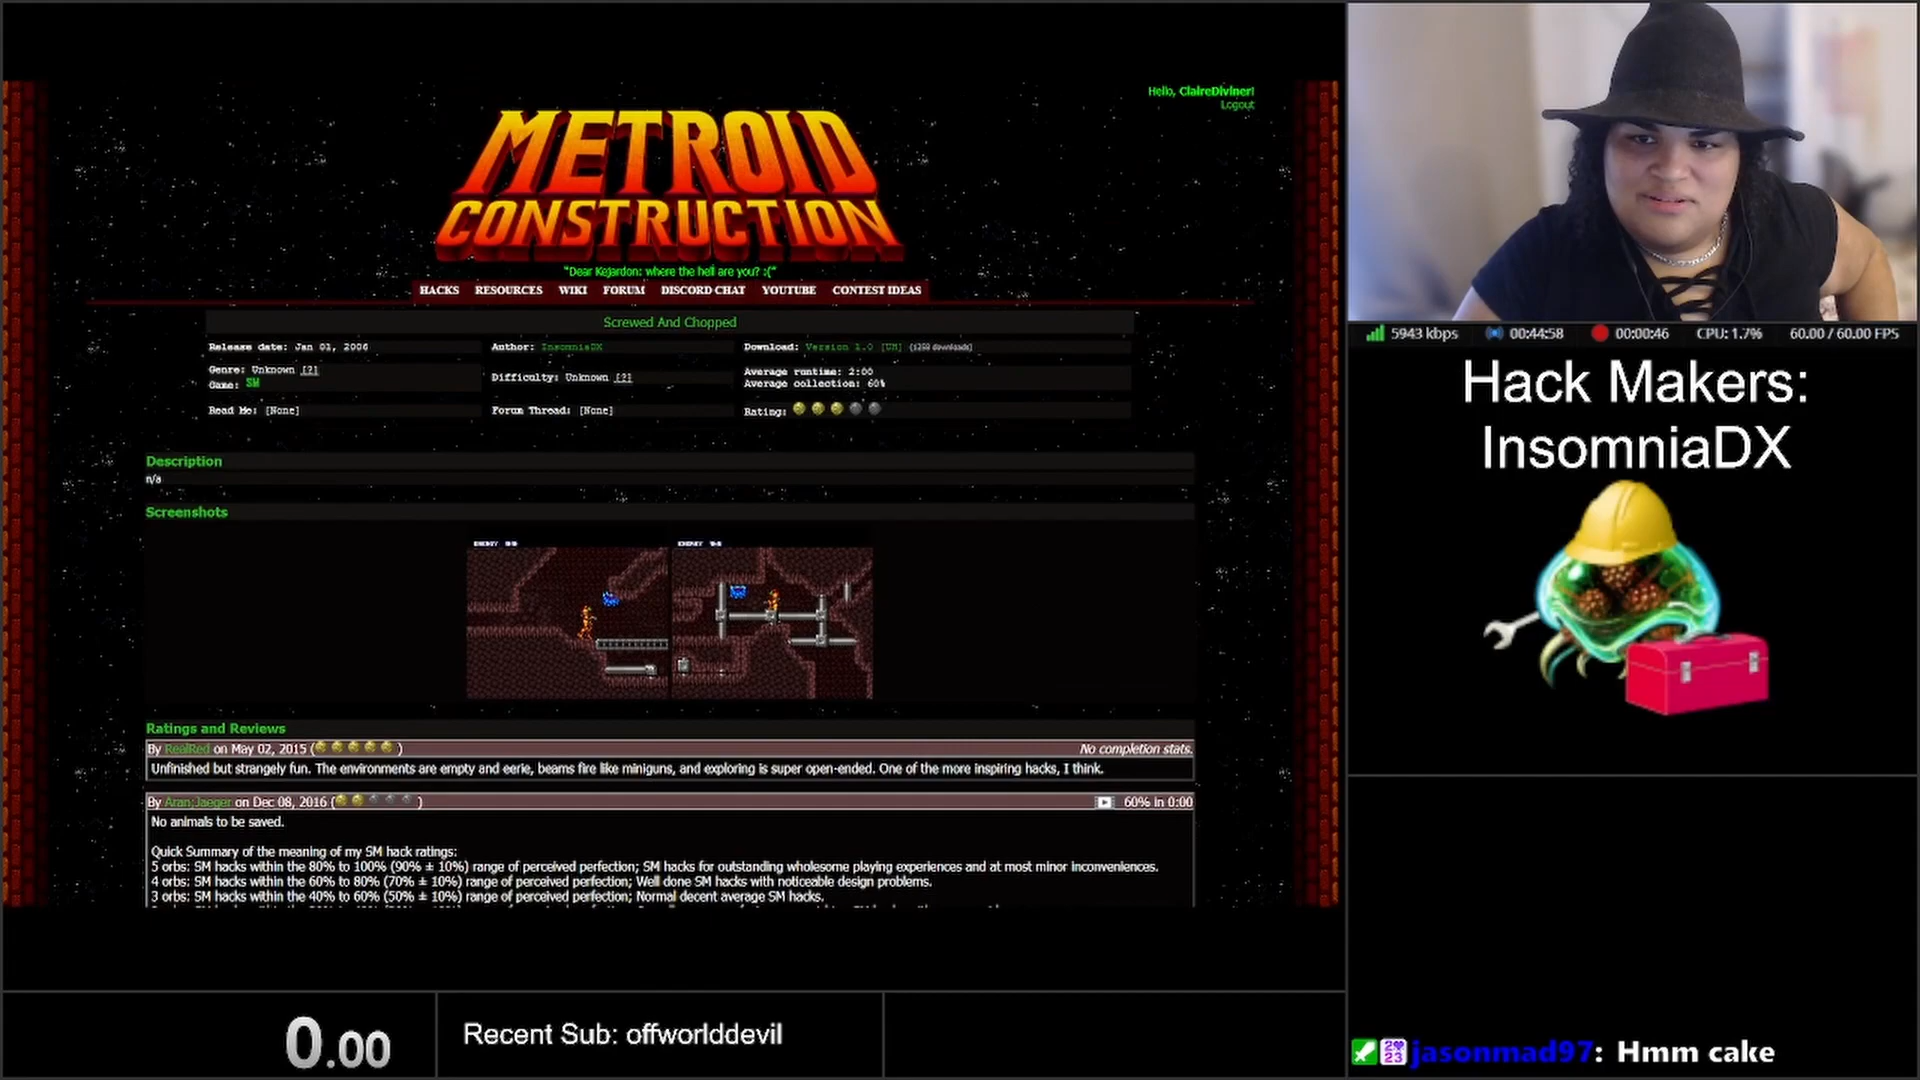 Hello, ClaireDiviner!
Logout
METROID
CONSTRUCTION
"Dear Kejardon: where the hell are you? :("
HACKS RESOURCES WIKI FORUM DISCORD CHAT YOUTUBE CONTEST IDEAS
Screwed And Chopped
Release date: Jan 01, 2006
Author: InsomniaDX
Download: Version 1.0 [UH] (1259 downloads)
Genre: Unknown [?]
Game: SM
Difficulty: Unknown [?]
Average runtime: 2:00
Average collection: 60%
Read Me: [None]
Forum Thread: [None]
Rating:
Description
n/a
Screenshots
ENERGY
ENERGY
Ratings and Reviews
By RealRed on May 02, 2015 ( )
No completion stats.
Unfinished but strangely fun. The environments are empty and eerie, beams fire like miniguns, and exploring is super open-ended. One of the more inspiring hacks, I think.
By Aran;Jaeger on Dec 08, 2016 ( )
60% in 0:00
No animals to be saved.
Quick Summary of the meaning of my SM hack ratings:
5 orbs: SM hacks within the 80% to 100% (90% ± 10%) range of perceived perfection; SM hacks for outstanding wholesome playing experiences and at most minor inconveniences.
4 orbs: SM hacks within the 60% to 80% (70% ± 10%) range of perceived perfection; Well done SM hacks with noticeable design problems.
3 orbs: SM hacks within the 40% to 60% (50% ± 10%) range of perceived perfection; Normal decent average SM hacks.
5943 kbps 00:44:58 00:00:46 CPU: 1.7% 60.00 / 60.00 FPS
Hack Makers:
InsomniaDX
0.00
Recent Sub: offworlddevil
2023 jasonmad97: Hmm cake